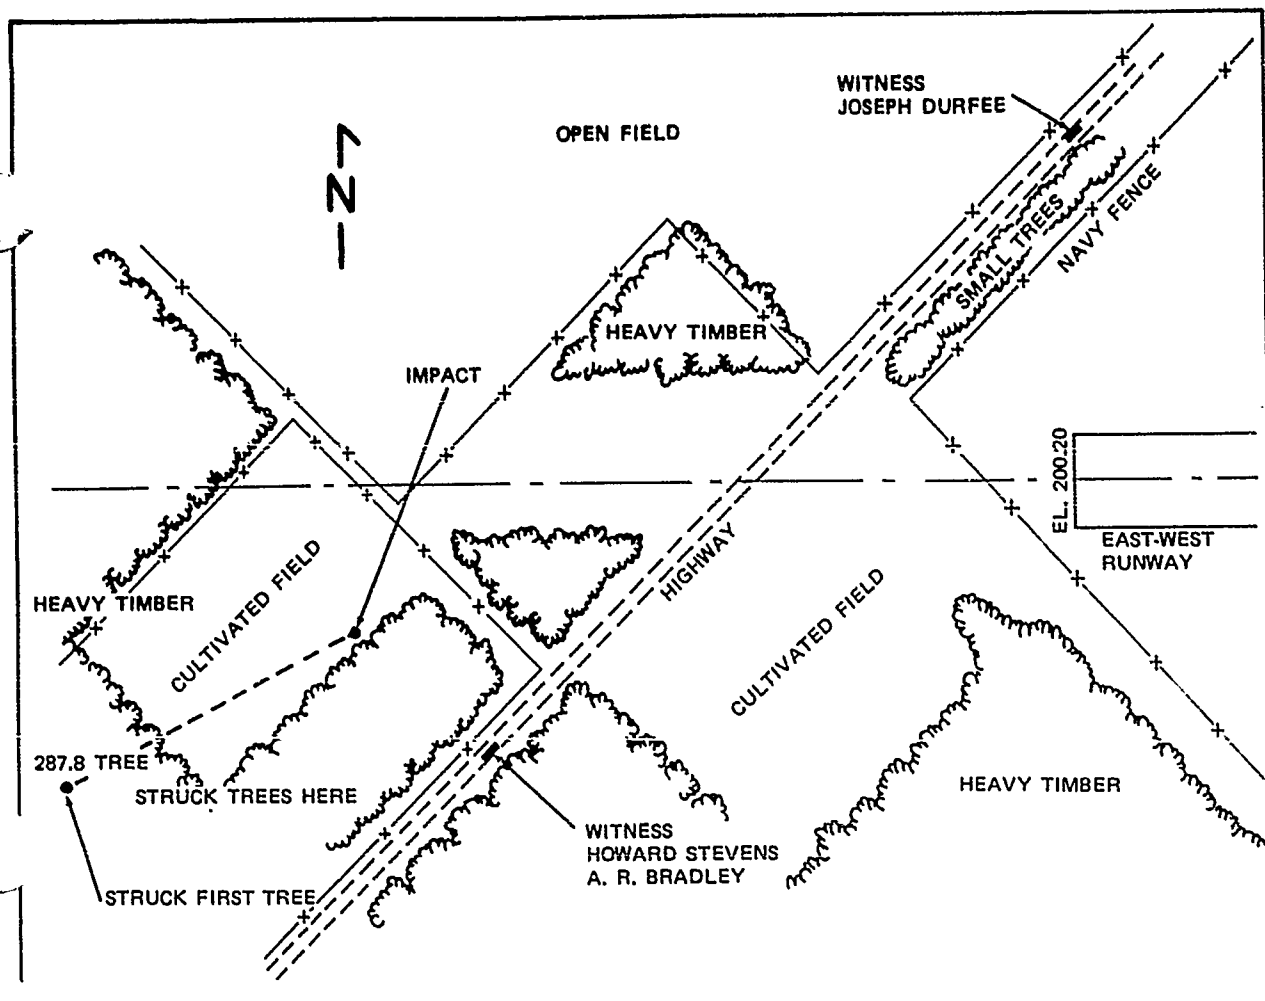 WITNESS
JOSEPH DURFEE
OPEN FIELD
N
SMALL TREES
NAVY FENCE
HEAVY TIMBER
IMPACT
EL. 200.20
EAST-WEST
RUNWAY
HIGHWAY
CULTIVATED FIELD
HEAVY TIMBER
CULTIVATED FIELD
287.8 TREE
STRUCK TREES HERE
HEAVY TIMBER
WITNESS
HOWARD STEVENS
A. R. BRADLEY
STRUCK FIRST TREE